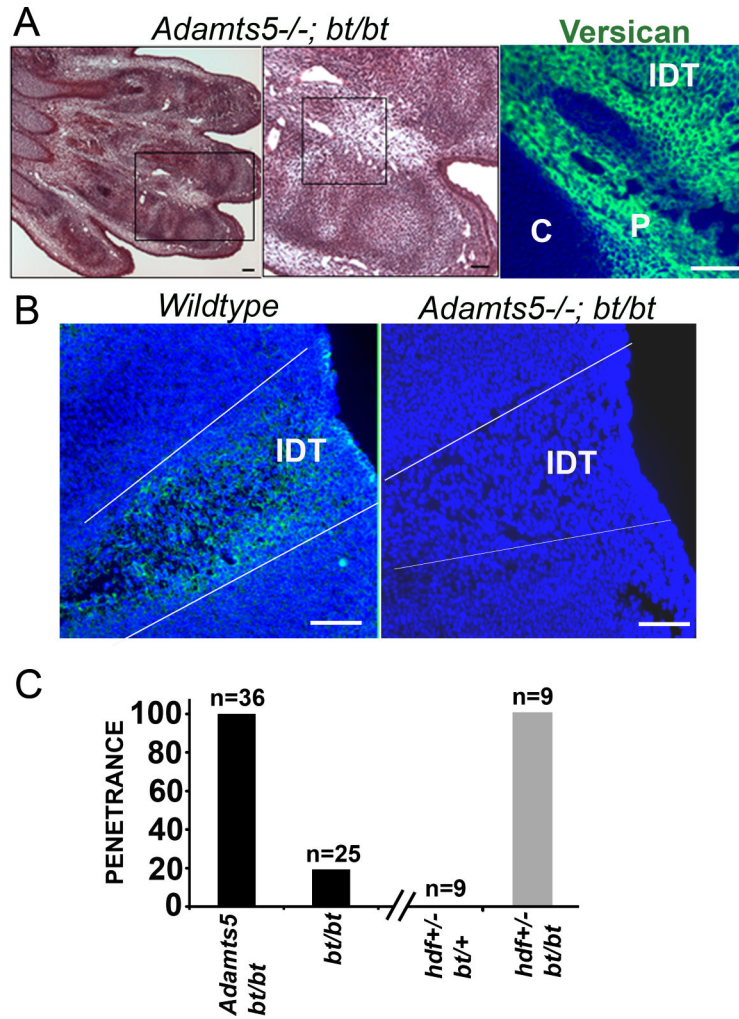 A
Adamts5-/-; bt/bt
Versican
IDT
C
P
B
Wildtype
Adamts5-/-; bt/bt
IDT
IDT
C
PENETRANCE
100
80
60
40
20
0
n=36
n=25
n=9
n=9
Adamts5
bt/bt
bt/bt
hdf+/-
bt/+
hdf+/-
bt/bt